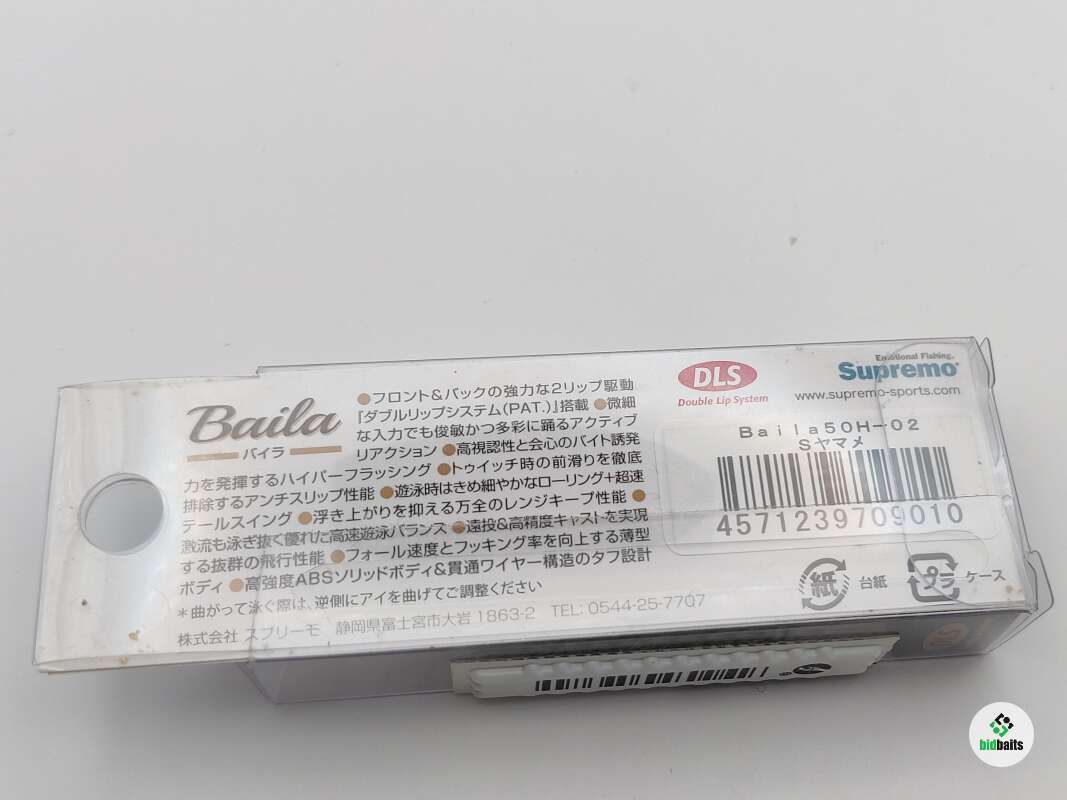 Baila
バイラ
●フロント&バックの強力な2リップ駆動
『ダブルリップシステム(PAT.)』搭載 ●微細
な入力でも俊敏かつ多彩に踊るアクティブ
リアクション ●高視認性と会心のバイト誘発
力を発揮するハイパーフラッシング ●トゥイッチ時の前滑りを徹底
排除するアンチスリップ性能 ●遊泳時はきめ細やかなローリング+超速
テールスイング ●浮き上がりを抑える万全のレンジキープ性能 ●
激流も泳ぎ抜く優れた高速遊泳バランス ●遠投&高精度キャストを実現
する抜群の飛行性能 ●フォール速度とフッキング率を向上する薄型
ボディ ●高強度ABSソリッドボディ&貫通ワイヤー構造のタフ設計
*曲がって泳ぐ際は、逆側にアイを曲げてご調整ください
株式会社 スプリーモ 静岡県富士宮市大岩1863-2 TEL: 0544-25-7707
DLS
Double Lip System
Emotional Fishing.
Supremo
www.supremo-sports.com
Baila50H-02
Sヤマメ
4571239709010
紙 台紙
プラ ケース
bidbaits